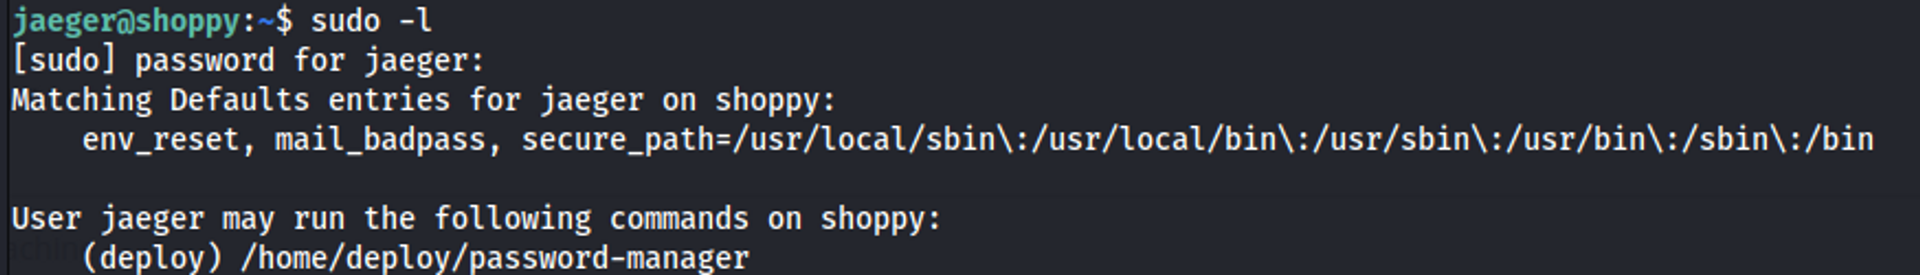 jaeger@shoppy:~$ sudo -l
[sudo] password for jaeger:
Matching Defaults entries for jaeger on shoppy:
    env_reset, mail_badpass, secure_path=/usr/local/sbin\:/usr/local/bin\:/usr/sbin\:/usr/bin\:/sbin\:/bin

User jaeger may run the following commands on shoppy:
    (deploy) /home/deploy/password-manager